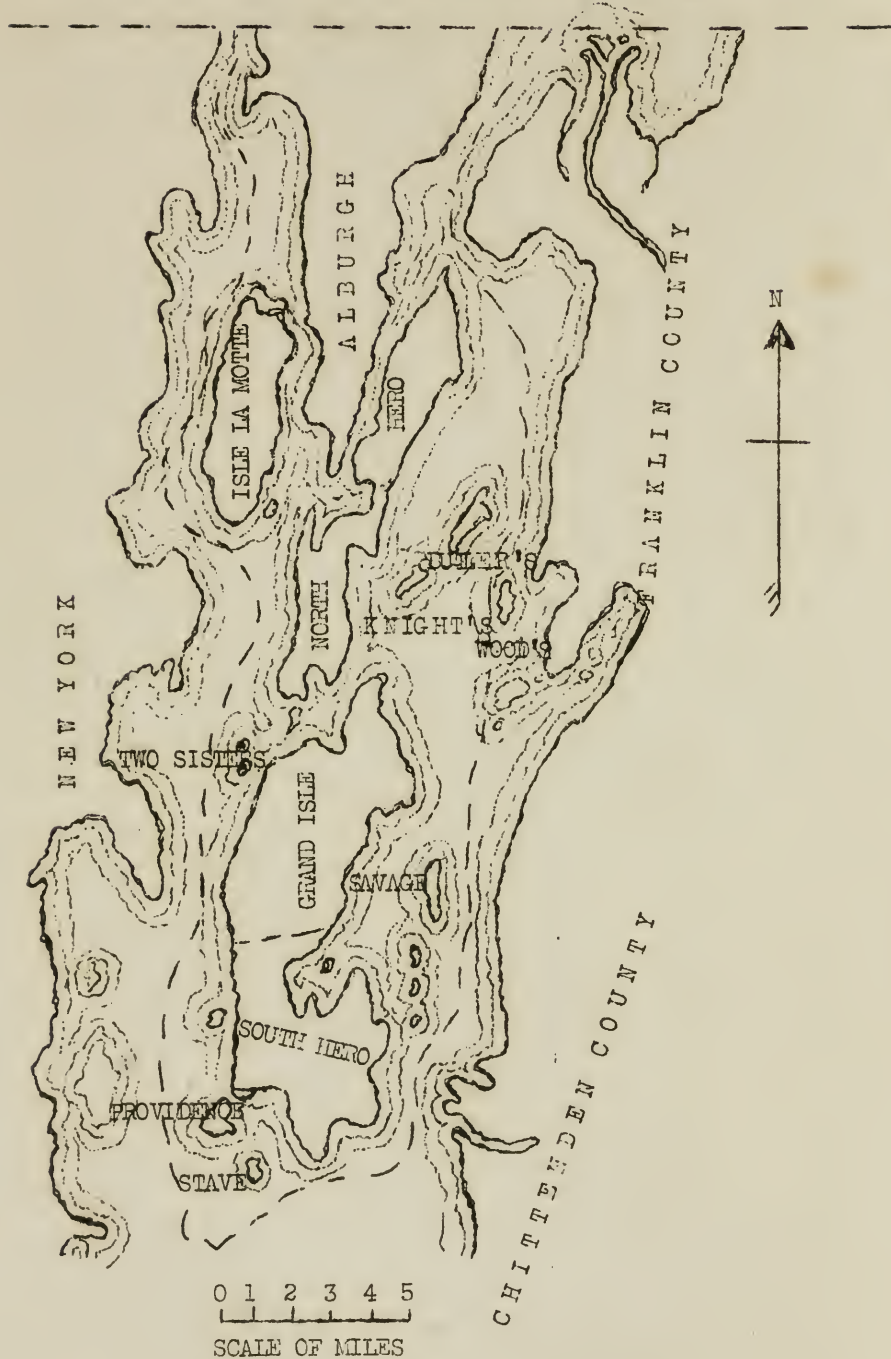 ALBURGH
ISLE LA MOTTE
HERO
FRANKLIN COUNTY
N
BUTLER'S
NORTH
KNIGHT'S
WOOD'S
NEW YORK
TWO SISTERS
GRAND ISLE
SAVAGE
SOUTH HERO
CHITTENDEN COUNTY
PROVIDENCE
STAVE
0 1 2 3 4 5
SCALE OF MILES